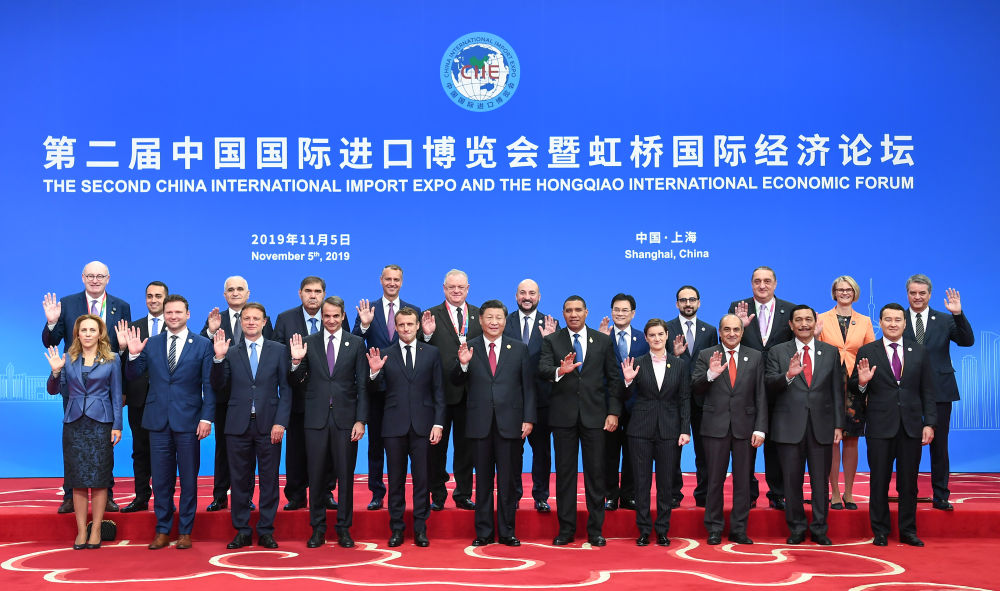 CHINA INTERNATIONAL IMPORT EXPO
CIIE
中国国际进口博览会
第二届中国国际进口博览会暨虹桥国际经济论坛
THE SECOND CHINA INTERNATIONAL IMPORT EXPO AND THE HONGQIAO INTERNATIONAL ECONOMIC FORUM
2019年11月5日
November 5th, 2019
中国·上海
Shanghai, China